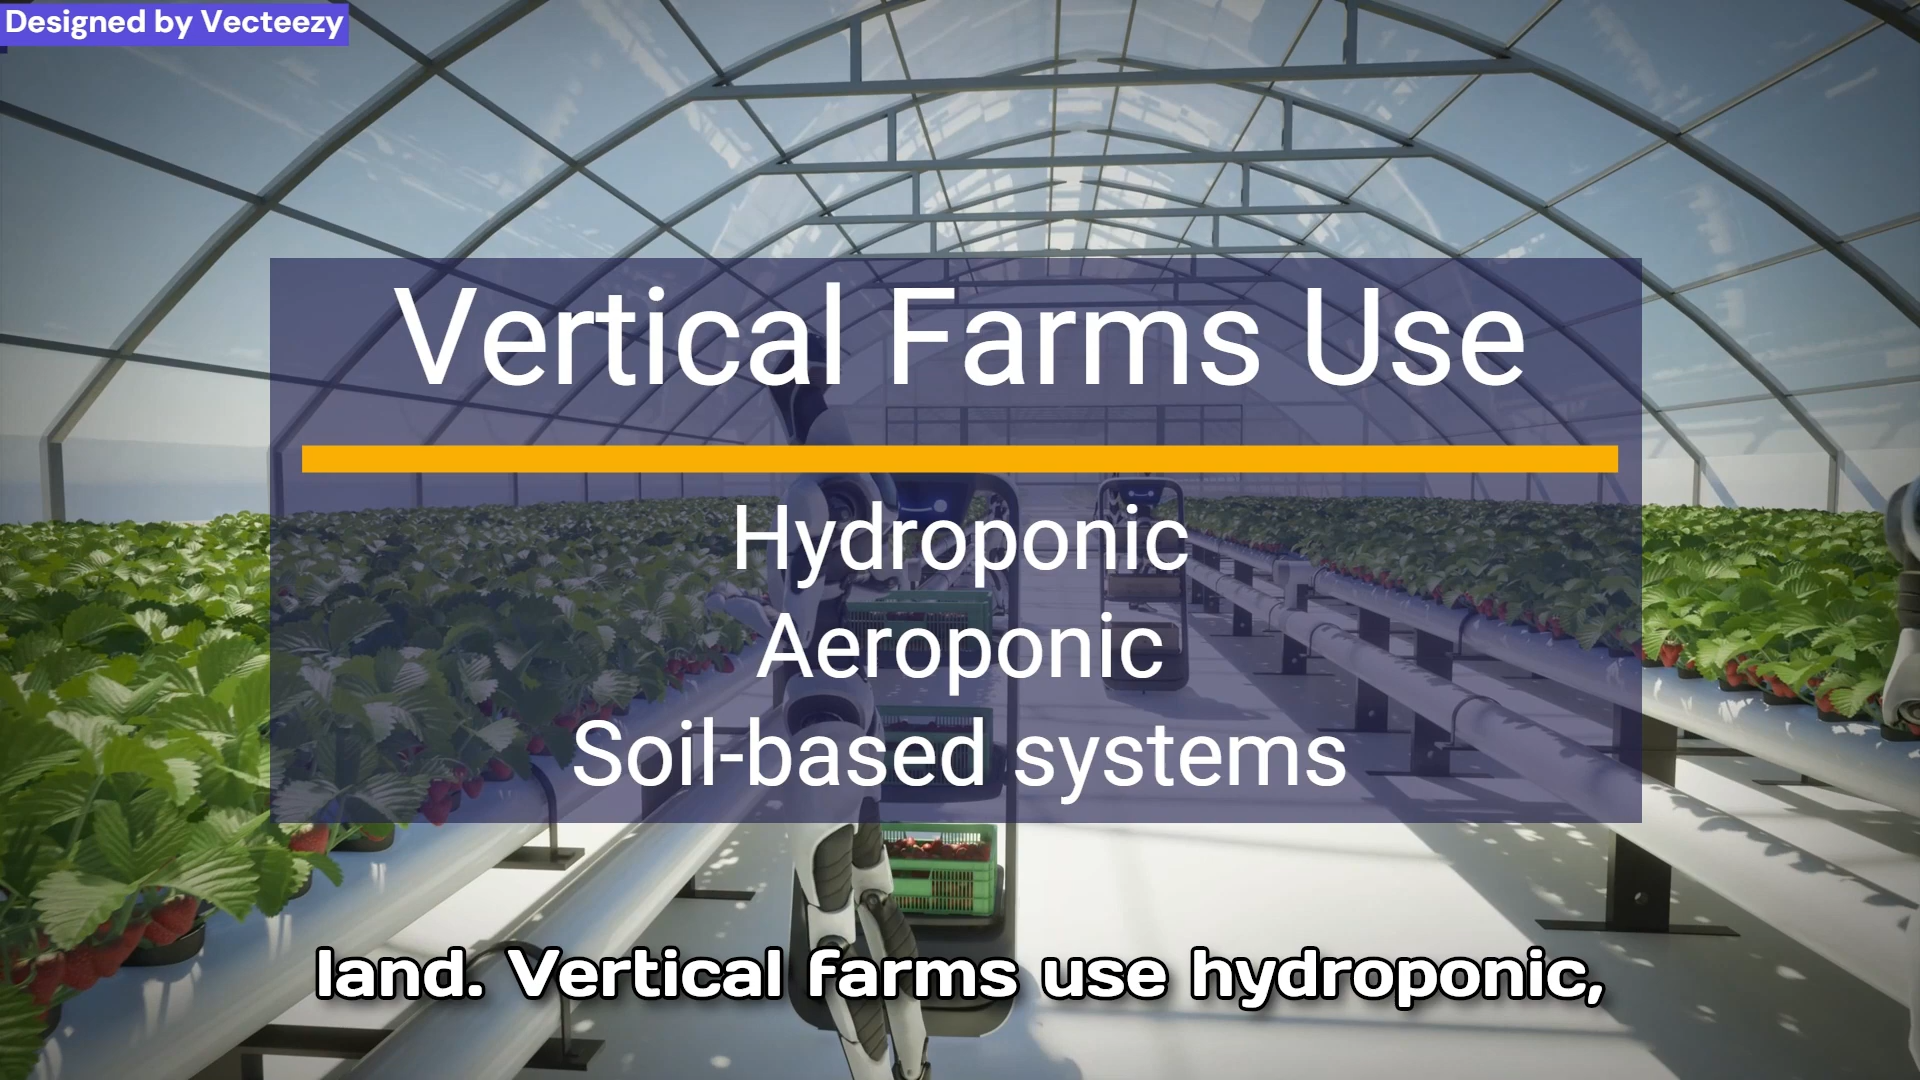 Designed by Vecteezy
Vertical Farms Use
Hydroponic
Aeroponic
Soil-based systems
land. Vertical farms use hydroponic,